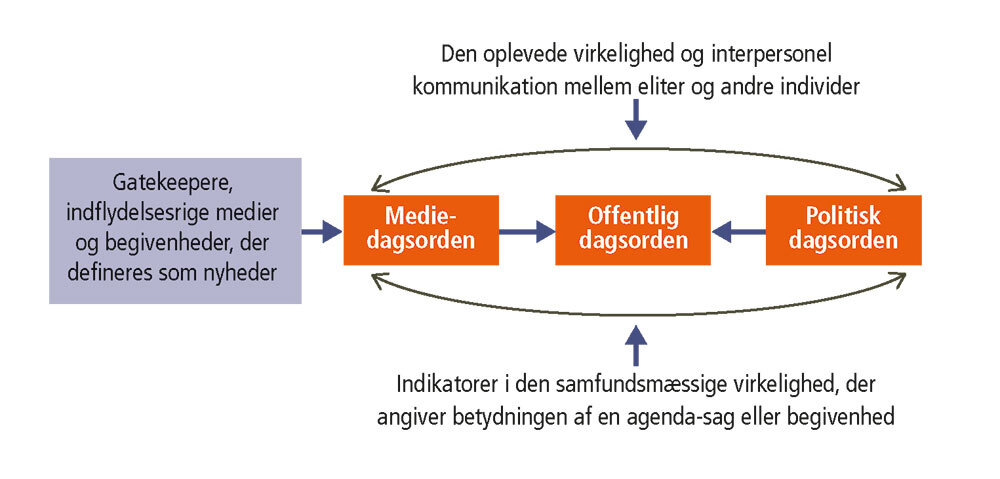 Den oplevede virkelighed og interpersonel
kommunikation mellem eliter og andre individer
Gatekeepere,
indflydelsesrige medier
og begivenheder, der
defineres som nyheder
Medie-
dagsorden
Offentlig
dagsorden
Politisk
dagsorden
Indikatorer i den samfundsmæssige virkelighed, der
angiver betydningen af en agenda-sag eller begivenhed